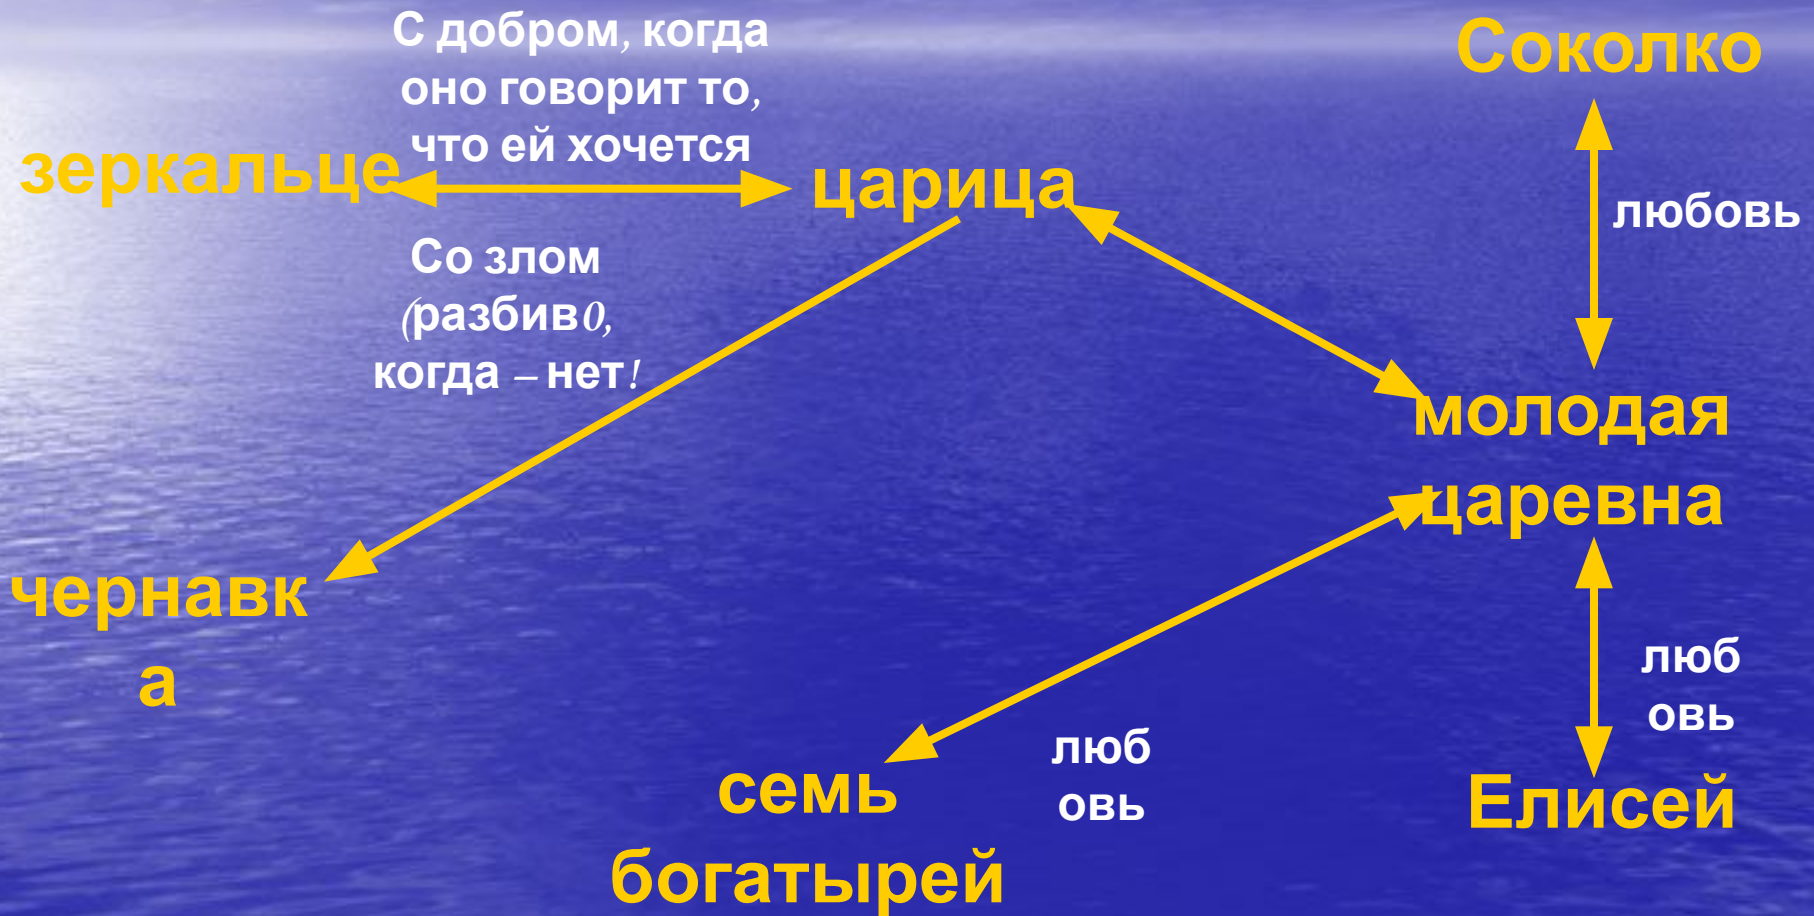 С добром, когда
оно говорит то,
что ей хочется
Соколко
зеркальце
царица
любовь
Со злом
(разбив0,
когда – нет!
молодая
царевна
чернавк
а
люб
овь
люб
овь
семь
богатырей
Елисей